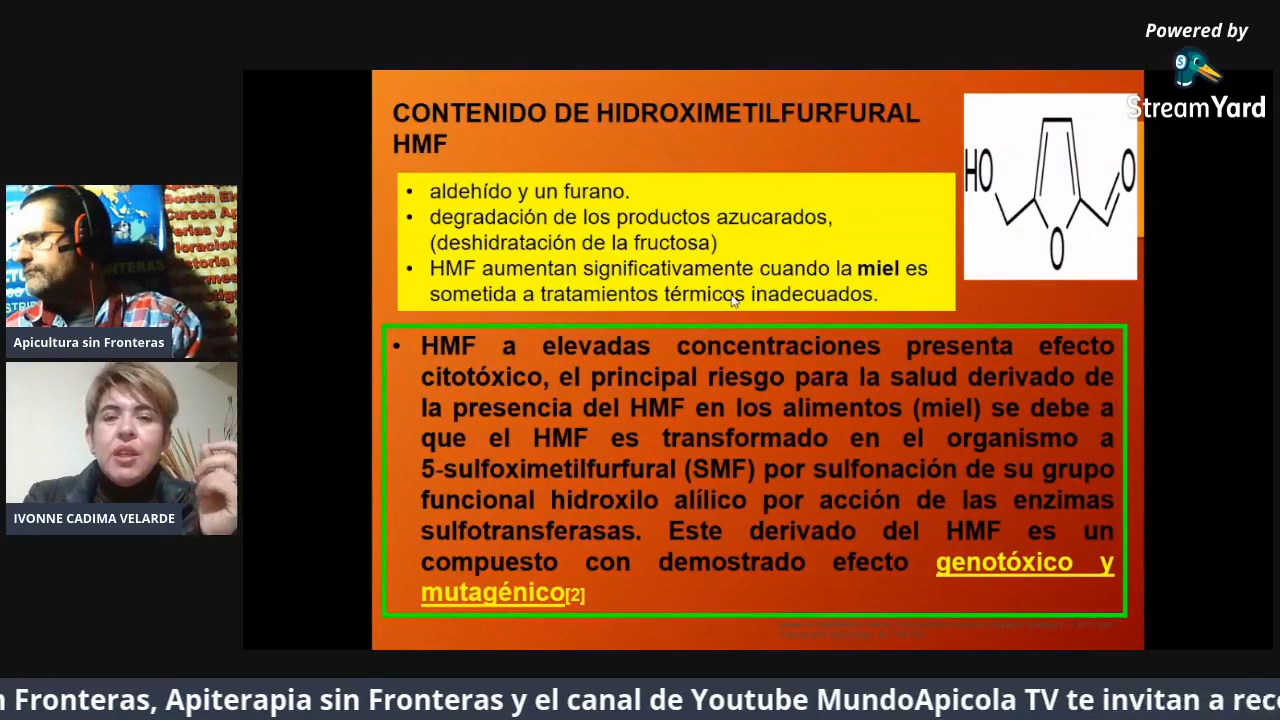 Powered by
StreamYard
CONTENIDO DE HIDROXIMETILFURFURAL
HMF
• aldehído y un furano.
• degradación de los productos azucarados,
(deshidratación de la fructosa)
• HMF aumentan significativamente cuando la miel es
sometida a tratamientos térmicos inadecuados.
HO
O
O
• HMF a elevadas concentraciones presenta efecto
citotóxico, el principal riesgo para la salud derivado de
la presencia del HMF en los alimentos (miel) se debe a
que el HMF es transformado en el organismo a
5-sulfoximetilfurfural (SMF) por sulfonación de su grupo
funcional hidroxilo alílico por acción de las enzimas
sulfotransferasas. Este derivado del HMF es un
compuesto con demostrado efecto genotóxico y
mutagénico[2]
Boletín
Cursos
Apicultura sin Fronteras
IVONNE CADIMA VELARDE
n Fronteras, Apiterapia sin Fronteras y el canal de Youtube MundoApicola TV te invitan a rec